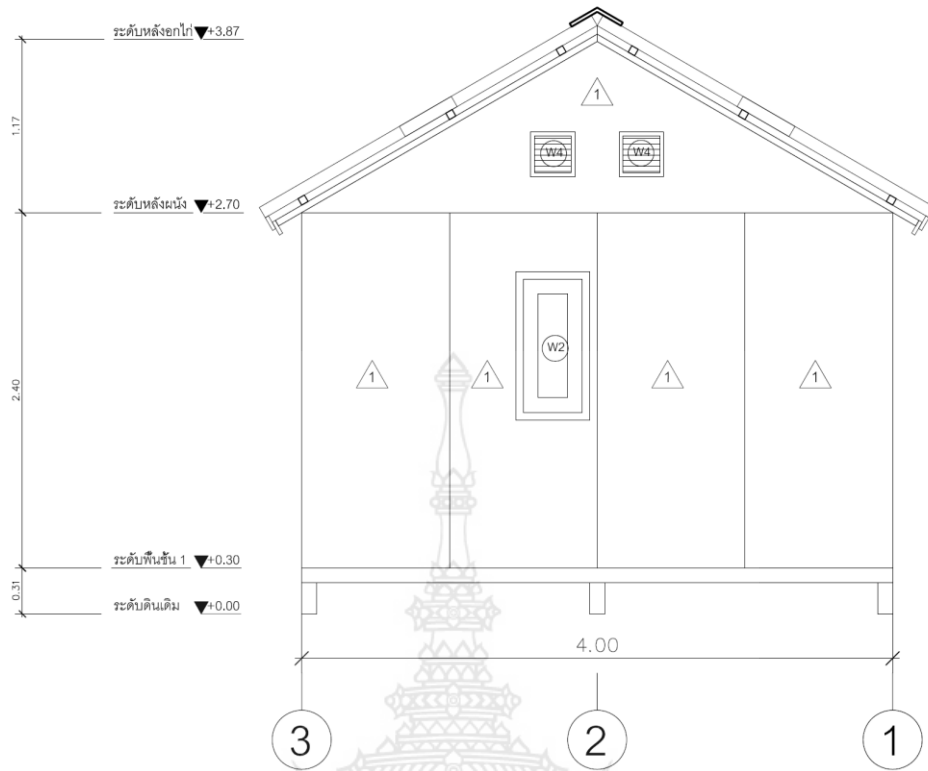 ระดับหลังอกไก่ +3.87
1
1.17
W4 W4
ระดับหลังผนัง +2.70
W2
1 1 1 1
2.40
ระดับพื้นชั้น 1 +0.30
0.31
ระดับดินเดิม +0.00
4.00
3 2 1